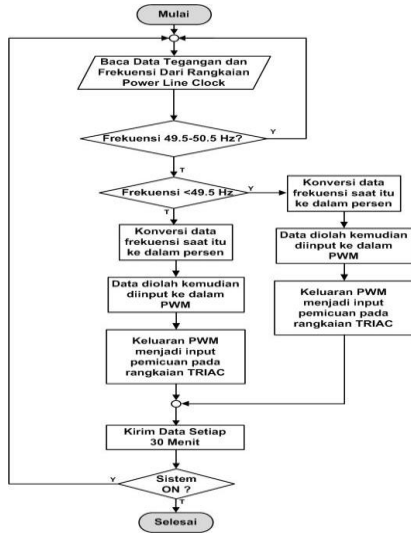 Mulai
Baca Data Tegangan dan
Frekuensi Dari Rangkaian
Power Line Clock
Frekuensi 49.5-50.5 Hz?
Y
T
Frekuensi <49.5 Hz
Y
T
Konversi data
frekuensi saat itu
ke dalam persen
Data diolah kemudian
diinput ke dalam
PWM
Keluaran PWM
menjadi input
pemicuan pada
rangkaian TRIAC
Konversi data
frekuensi saat itu
ke dalam persen
Data diolah kemudian
diinput ke dalam
PWM
Keluaran PWM
menjadi input
pemicuan pada
rangkaian TRIAC
Kirim Data Setiap
30 Menit
Y
Sistem
ON ?
T
Selesai